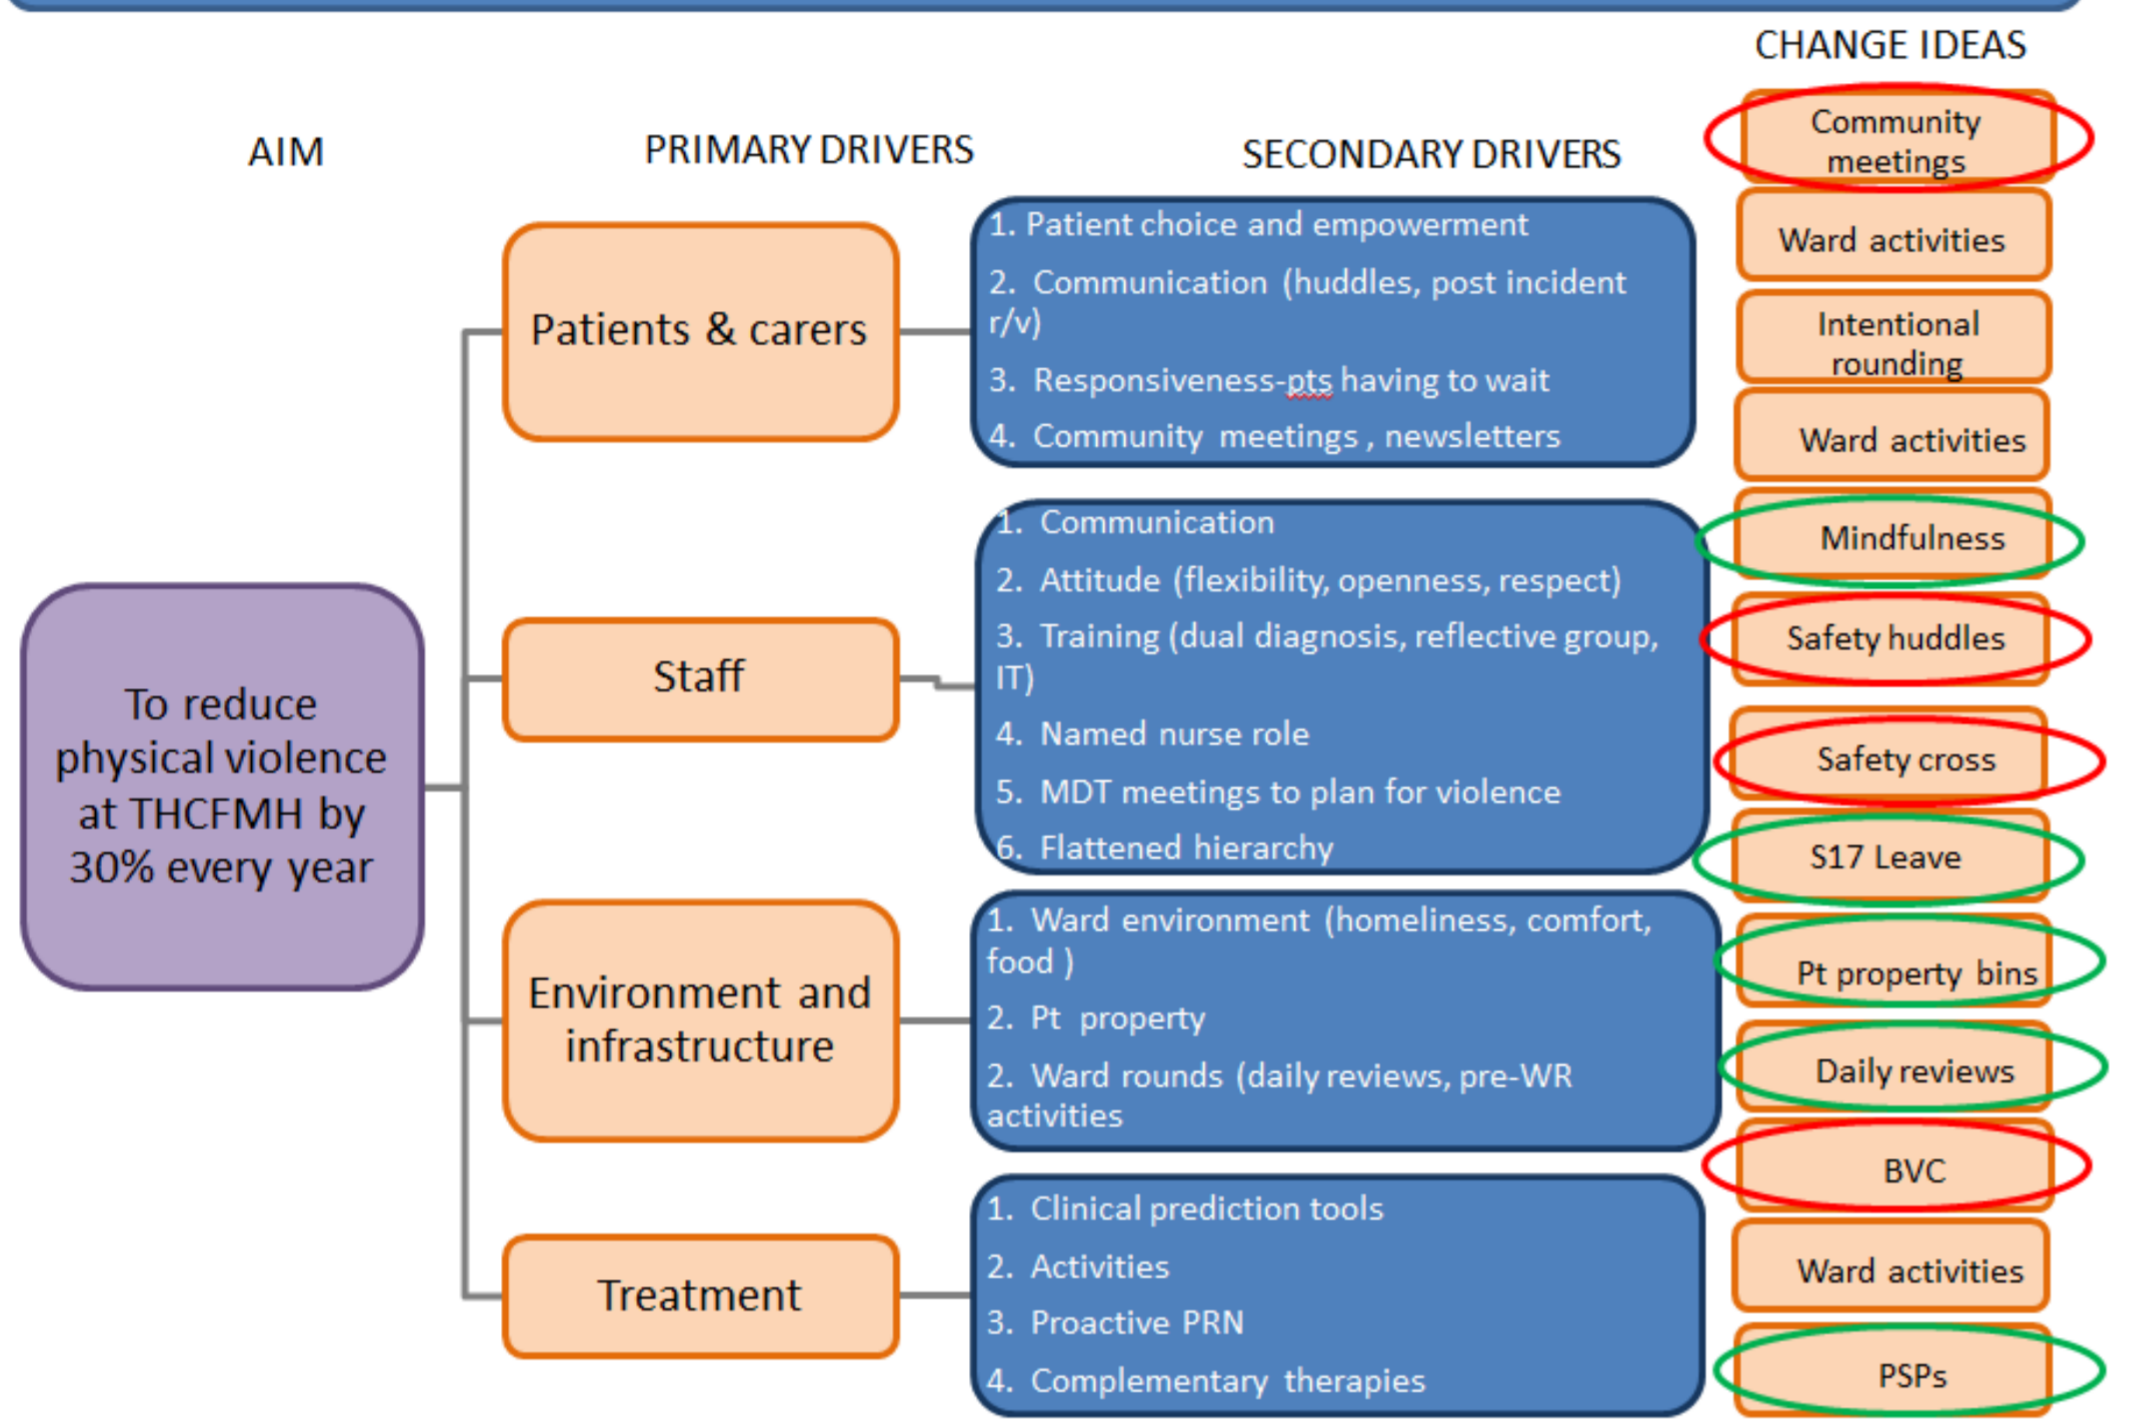 CHANGE IDEAS
AIM
PRIMARY DRIVERS
SECONDARY DRIVERS
To reduce
physical violence
at THCFMH by
30% every year
Patients & carers
Staff
Environment and
infrastructure
Treatment
1. Patient choice and empowerment
2. Communication (huddles, post incident
r/v)
3. Responsiveness-pts having to wait
4. Community meetings , newsletters
1. Communication
2. Attitude (flexibility, openness, respect)
3. Training (dual diagnosis, reflective group,
IT)
4. Named nurse role
5. MDT meetings to plan for violence
6. Flattened hierarchy
1. Ward environment (homeliness, comfort,
food )
2. Pt property
2. Ward rounds (daily reviews, pre-WR
activities
1. Clinical prediction tools
2. Activities
3. Proactive PRN
4. Complementary therapies
Community
meetings
Ward activities
Intentional
rounding
Ward activities
Mindfulness
Safety huddles
Safety cross
S17 Leave
Pt property bins
Daily reviews
BVC
Ward activities
PSPs